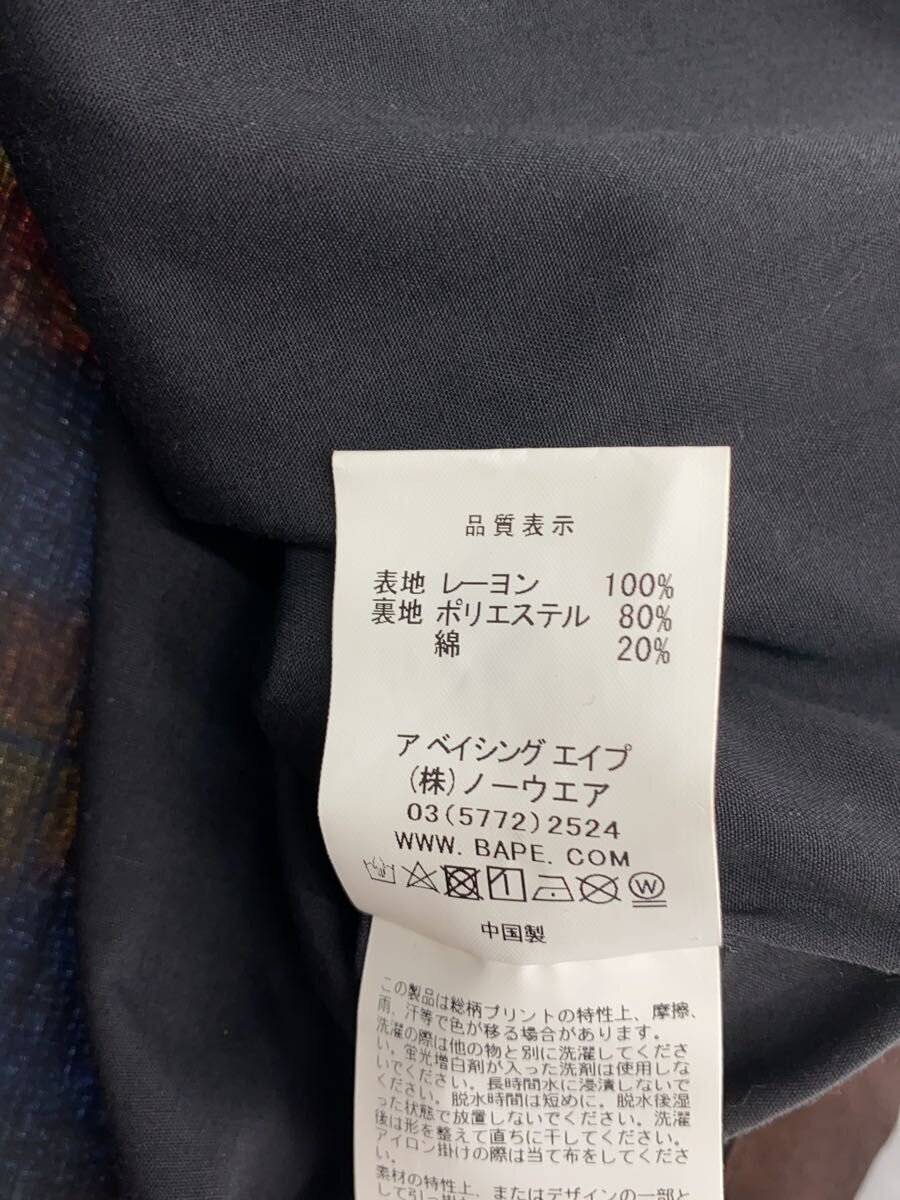 品質表示
表地 レーヨン 100%
裏地 ポリエステル 80%
綿 20%
ア ベイシング エイプ
(株)ノーウエア
03(5772)2524
WWW. BAPE. COM
中国製
この製品は総柄プリントの特性上、摩擦、
雨、汗等で色が移る場合があります。
洗濯の際は他の物と別に洗濯してくださ
い。蛍光増白剤が入った洗剤は使用しな
いでください。長時間水に浸漬しないで
ください。脱水時間は短めに。脱水後湿
った状態で放置しないでください。洗濯
後は形を整えて直ちに干してください。
アイロン掛けの際は当て布をしてくださ
い。
素材の特性上、またはデザインの一部と
して引っ掛